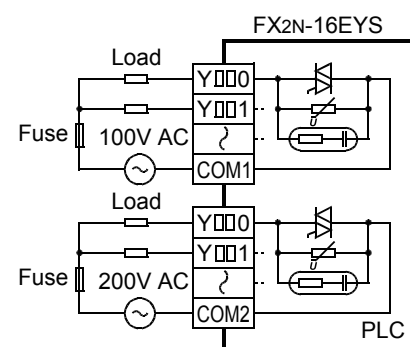 FX2N-16EYS
Load
Y▯▯0
Y▯▯1
Fuse
100V AC
COM1
U
Load
Y▯▯0
Y▯▯1
Fuse
200V AC
COM2
U
PLC